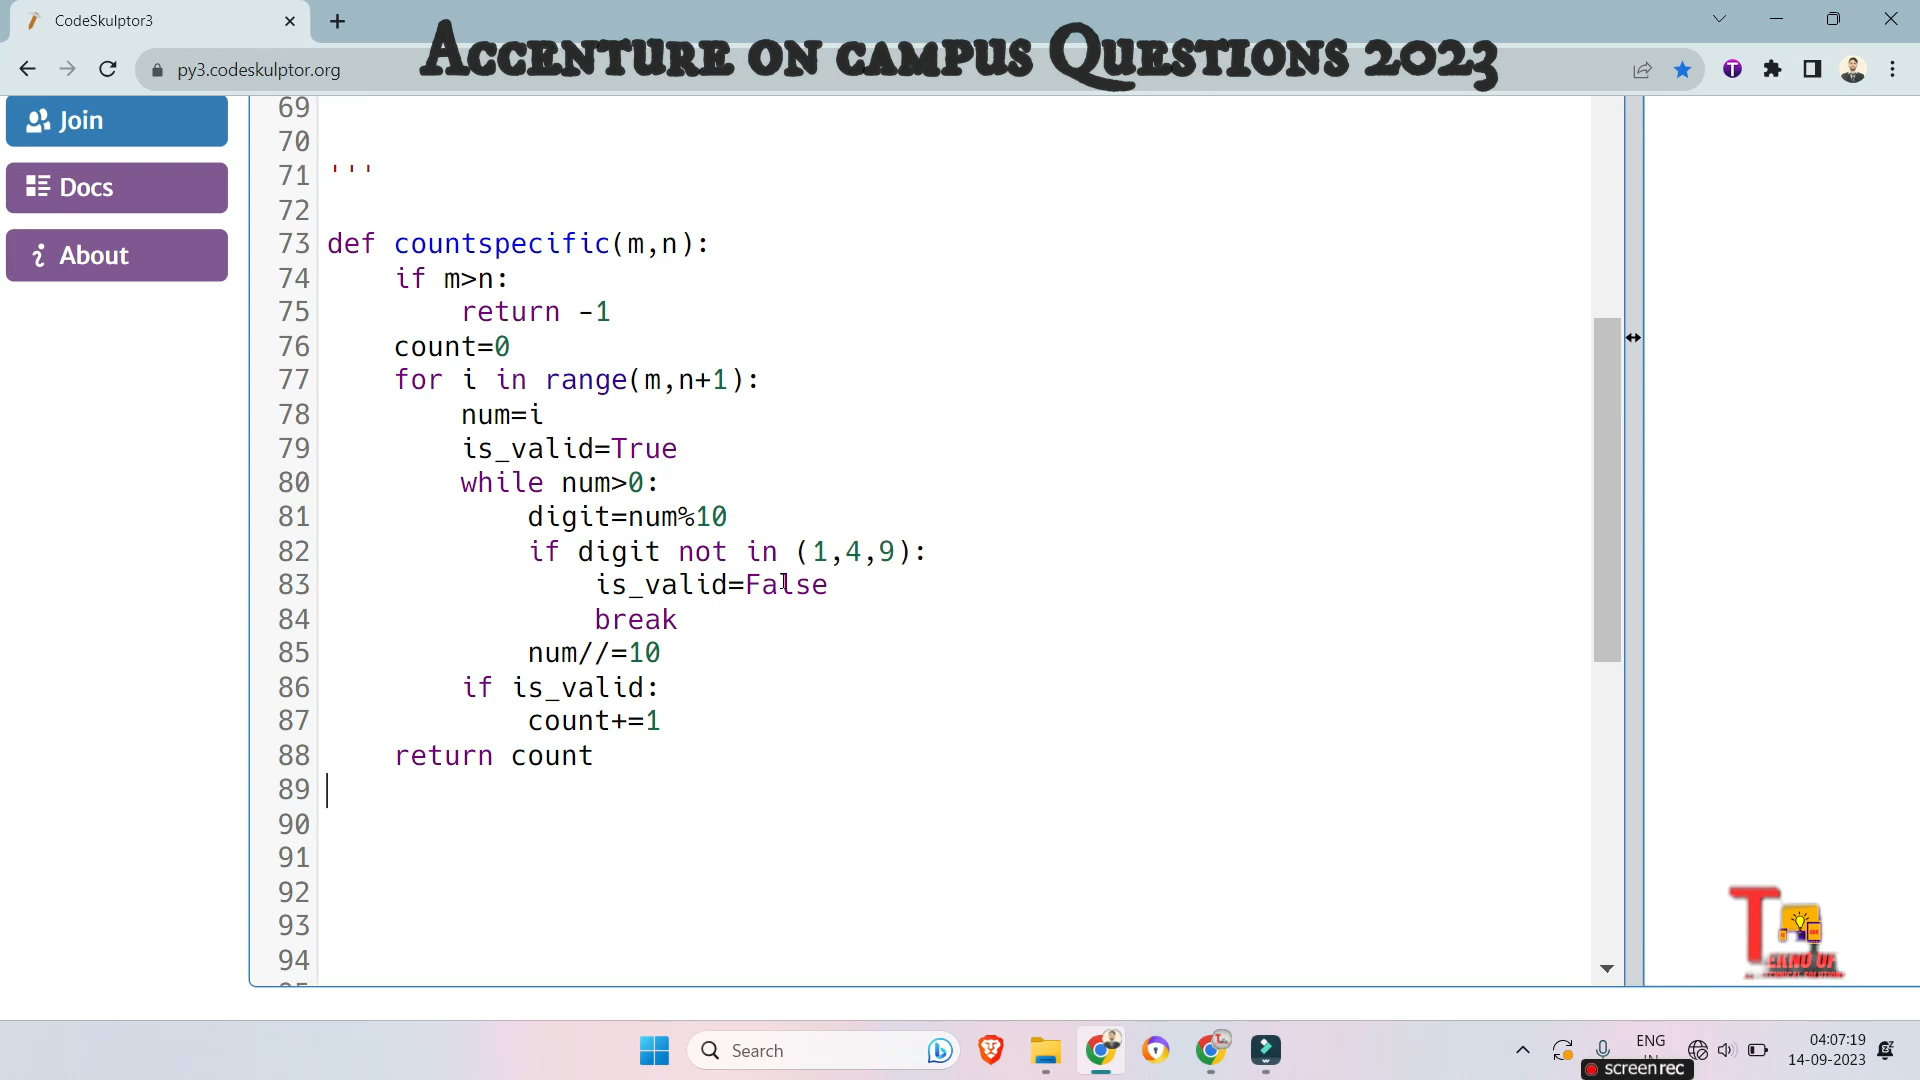 CodeSkulptor3
ACCENTURE ON CAMPUS QUESTIONS 2023
py3.codeskulptor.org
T
Join
Docs
About
69
70
71 '''
72
73 def countspecific(m,n):
74     if m>n:
75         return -1
76     count=0
77     for i in range(m,n+1):
78         num=i
79         is_valid=True
80         while num>0:
81             digit=num%10
82             if digit not in (1,4,9):
83                 is_valid=False
84                 break
85             num//=10
86         if is_valid:
87             count+=1
88     return count
89
90
91
92
93
94
Search
ENG
04:07:19
14-09-2023
screenrec